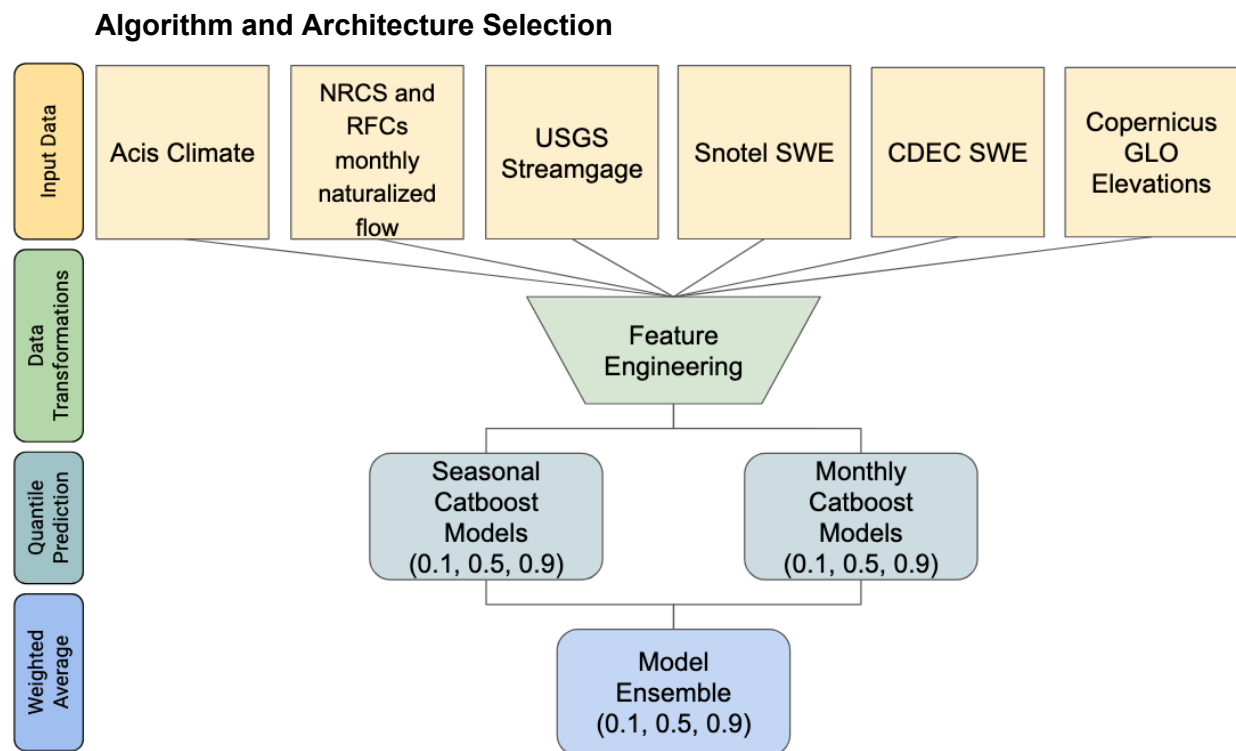 Algorithm and Architecture Selection
Input Data
Acis Climate
NRCS and
RFCs
monthly
naturalized
flow
USGS
Streamgage
Snotel SWE
CDEC SWE
Copernicus
GLO
Elevations
Data
Transformations
Feature
Engineering
Quantile
Prediction
Seasonal
Catboost
Models
(0.1, 0.5, 0.9)
Monthly
Catboost
Models
(0.1, 0.5, 0.9)
Weighted
Average
Model
Ensemble
(0.1, 0.5, 0.9)